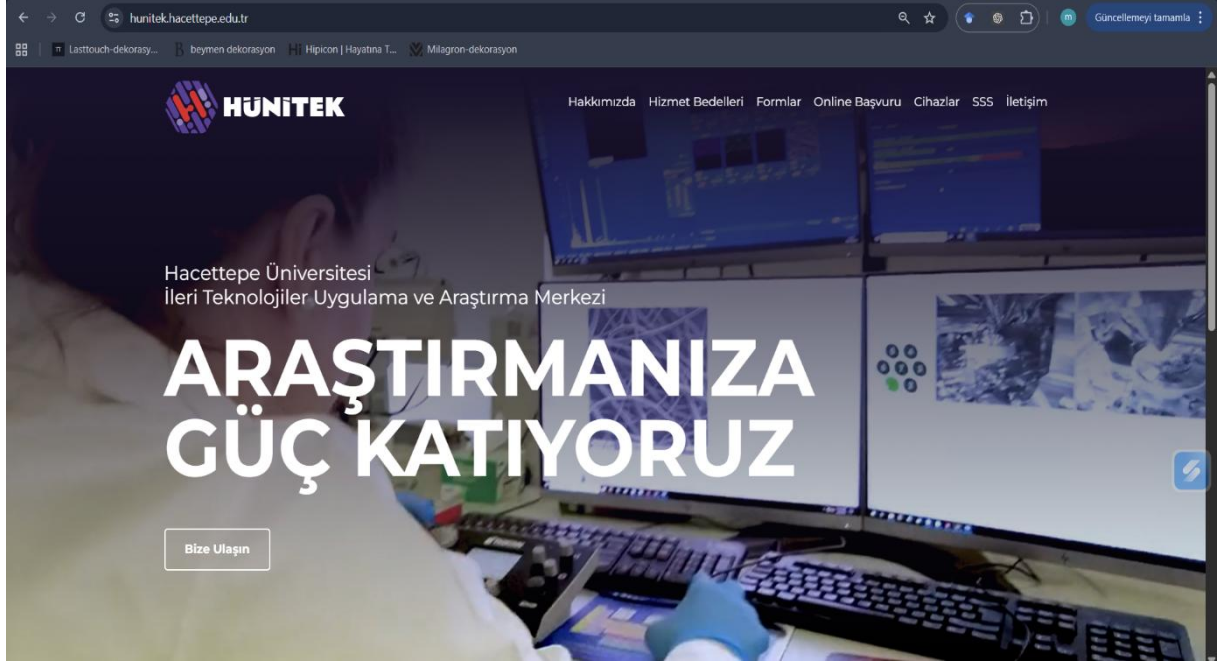 hunitek.hacettepe.edu.tr
Güncellemeyi tamamla
Lasttouch-dekorasy... beymen dekorasyon Hipicon | Hayatına T... Milagron-dekorasyon
HÜNİTEK
Hakkımızda Hizmet Bedelleri Formlar Online Başvuru Cihazlar SSS İletişim
Hacettepe Üniversitesi
İleri Teknolojiler Uygulama ve Araştırma Merkezi
ARAŞTIRMANIZA
GÜÇ KATIYORUZ
Bize Ulaşın